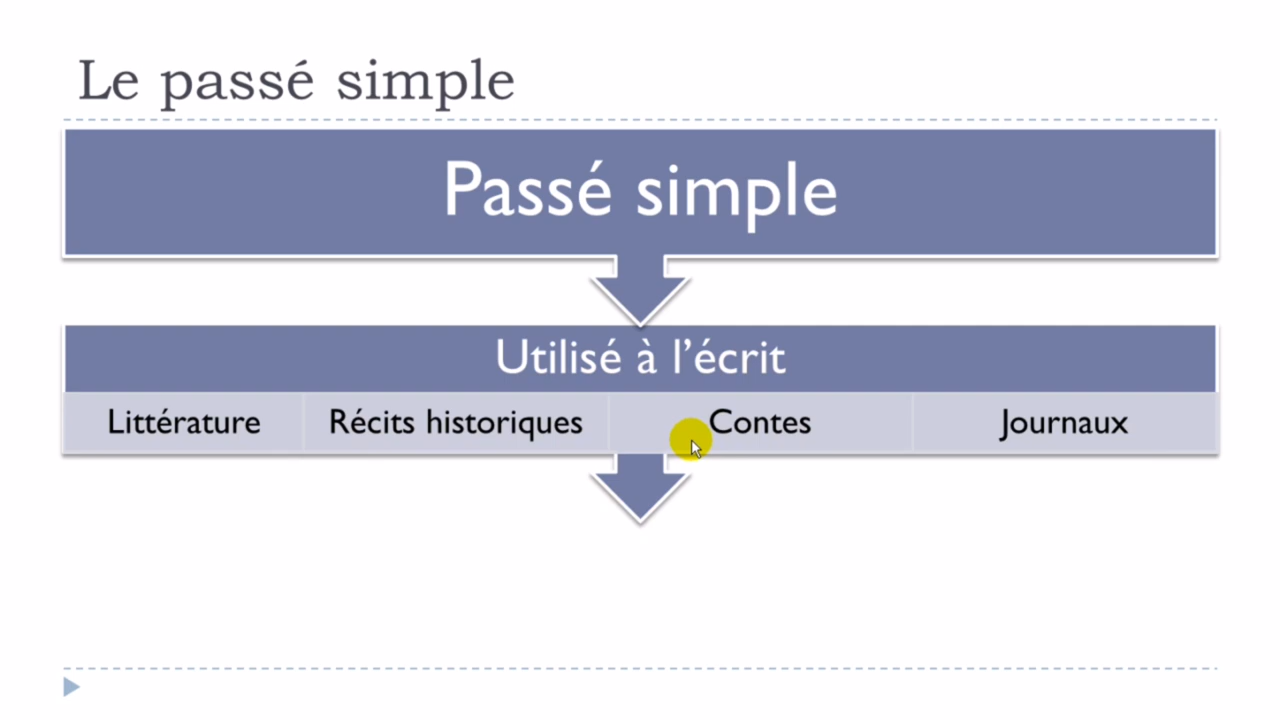 Le passé simple
Passé simple
Utilisé à l’écrit
Littérature
Récits historiques
Contes
Journaux